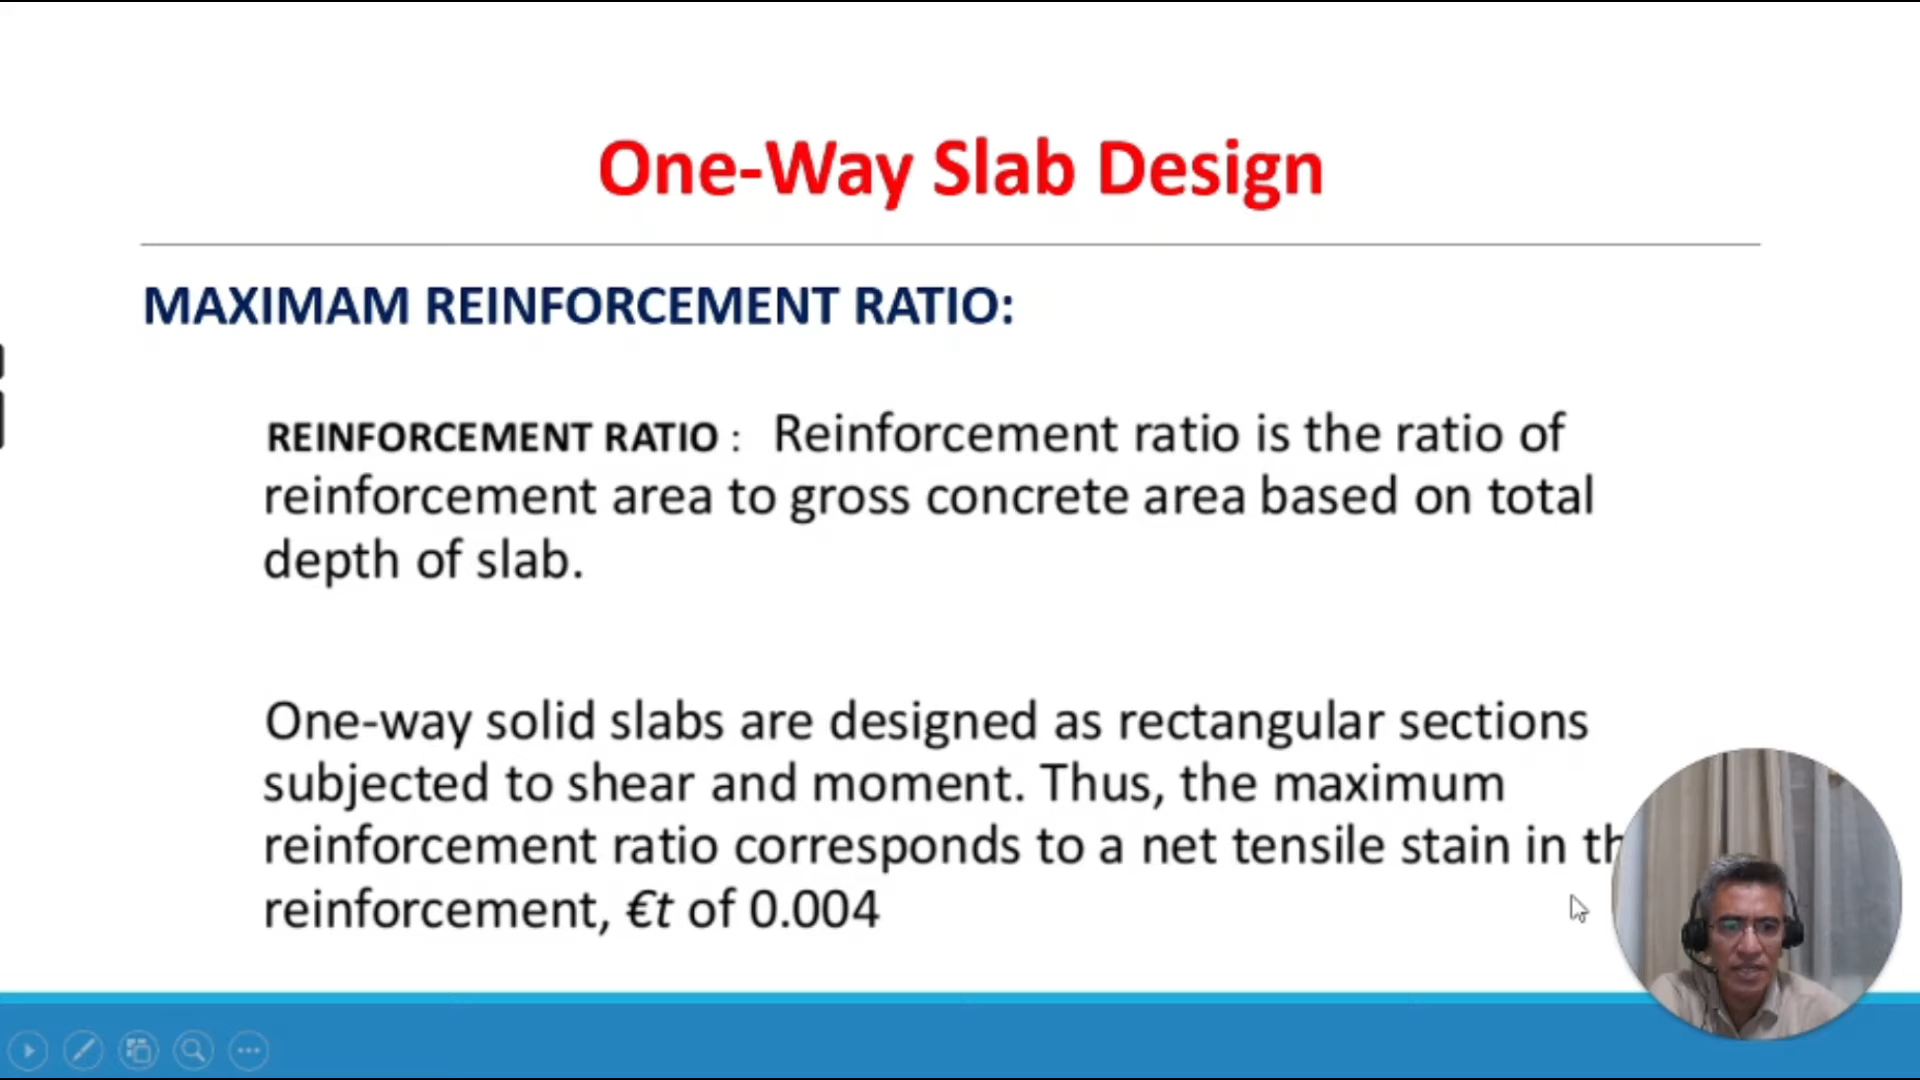 One-Way Slab Design
MAXIMAM REINFORCEMENT RATIO:
REINFORCEMENT RATIO : Reinforcement ratio is the ratio of
reinforcement area to gross concrete area based on total
depth of slab.
One-way solid slabs are designed as rectangular sections
subjected to shear and moment. Thus, the maximum
reinforcement ratio corresponds to a net tensile stain in
reinforcement, €t of 0.004